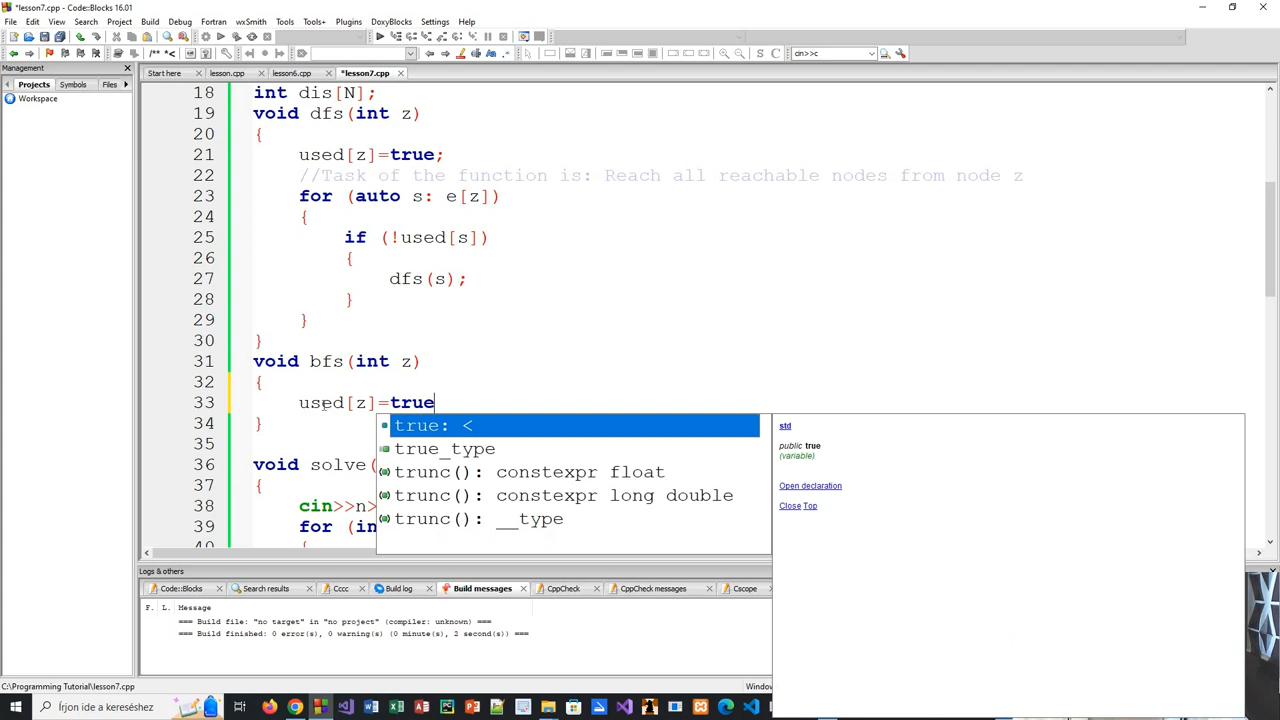 *lesson7.cpp - Code::Blocks 16.01
File Edit View Search Project Build Debug Fortran wxSmith Tools Tools+ Plugins DoxyBlocks Settings Help
/** *<
cin>>c
Management
Projects Symbols Files
Workspace
Start here lesson.cpp lesson6.cpp *lesson7.cpp
18 int dis[N];
19 void dfs(int z)
20 {
21 used[z]=true;
22 //Task of the function is: Reach all reachable nodes from node z
23 for (auto s: e[z])
24 {
25 if (!used[s])
26 {
27 dfs(s);
28 }
29 }
30 }
31 void bfs(int z)
32 {
33 used[z]=true
34 }
35
36 void solve(
37 {
38 cin>>n>
39 for (in
40 {
true: <
true_type
trunc(): constexpr float
trunc(): constexpr long double
trunc(): __type
std
public true
(variable)
Open declaration
Close Top
Logs & others
Code::Blocks Search results Cccc Build log Build messages CppCheck CppCheck messages Cscope
F. L. Message
=== Build file: "no target" in "no project" (compiler: unknown) ===
=== Build finished: 0 error(s), 0 warning(s) (0 minute(s), 2 second(s)) ===
C:\Programming Tutorial\lesson7.cpp
Window
Írjon ide a kereséshez